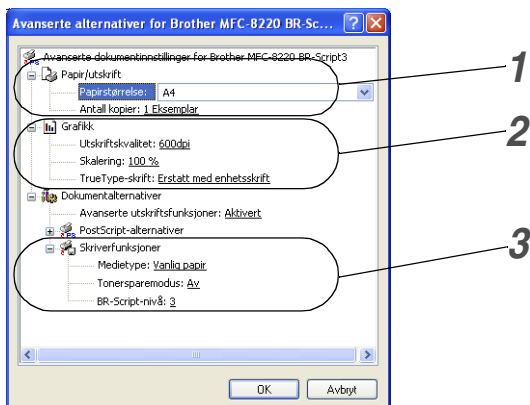 Avanserte alternativer for Brother MFC-8220 BR-Sc...
Avanserte dokumentinnstillinger for Brother MFC-8220 BR-Script3
Papir/utskrift
Papirstørrelse: A4
Antall kopier: 1 Eksemplar
Grafikk
Utskriftskvalitet: 600dpi
Skalering: 100 %
TrueType-skrift: Erstatt med enhetsskrift
Dokumentalternativer
Avanserte utskriftsfunksjoner: Aktivert
PostScript-alternativer
Skriverfunksjoner
Medietype: Vanlig papir
Tonersparemodus: Av
BR-Script-nivå: 3
OK
Avbryt
1
2
3